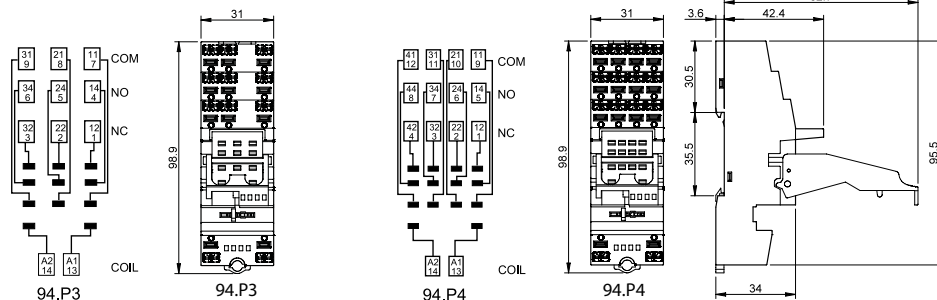 31 31 3.6 42.4
31 21 11
9 8 7 COM
34 24 14
6 5 4 NO
32 22 12
3 2 1 NC
98.9
A2 A1
14 13 COIL
94.P3 94.P3
41 31 21 11
12 11 10 9 COM
44 34 24 14
8 7 6 5 NO
42 32 22 12
4 3 2 1 NC
98.9
A2 A1
14 13 COIL
94.P4 94.P4
30.5
35.5
95.5
34